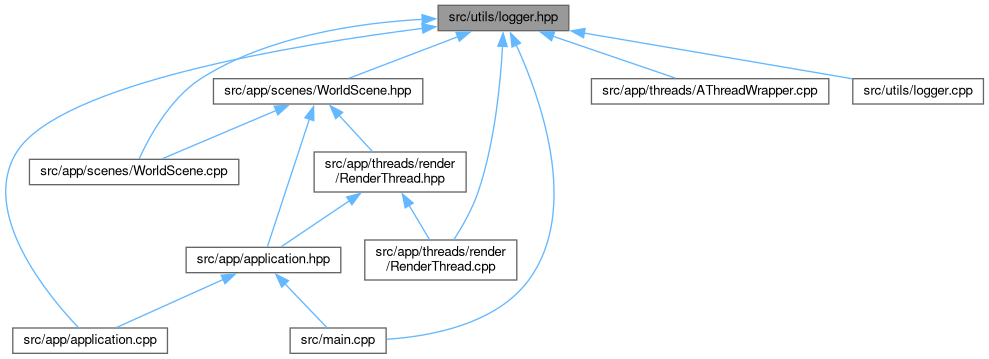 src/utils/logger.hpp
src/app/scenes/WorldScene.hpp
src/app/threads/AThreadWrapper.cpp
src/utils/logger.cpp
src/app/scenes/WorldScene.cpp
src/app/threads/render
/RenderThread.hpp
src/app/application.hpp
src/app/threads/render
/RenderThread.cpp
src/app/application.cpp
src/main.cpp